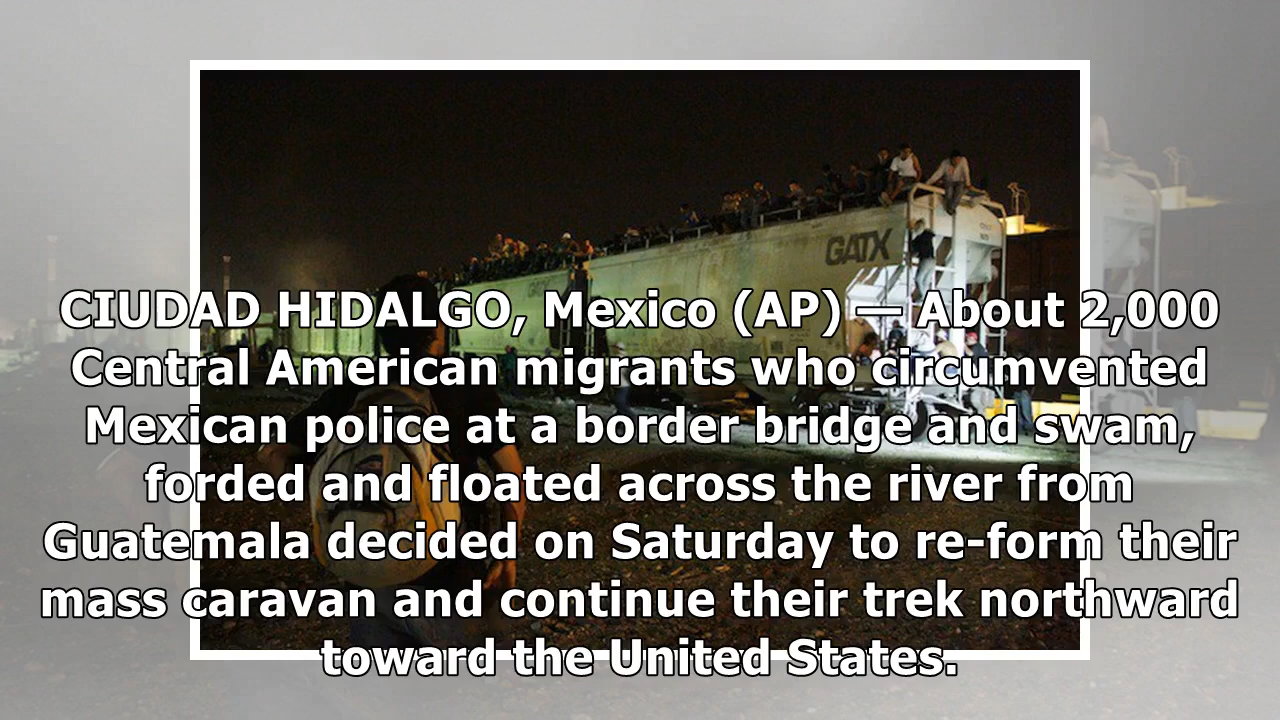 GATX
CIUDAD HIDALGO, Mexico (AP) — About 2,000
Central American migrants who circumvented
Mexican police at a border bridge and swam,
forded and floated across the river from
Guatemala decided on Saturday to re-form their
mass caravan and continue their trek northward
toward the United States.